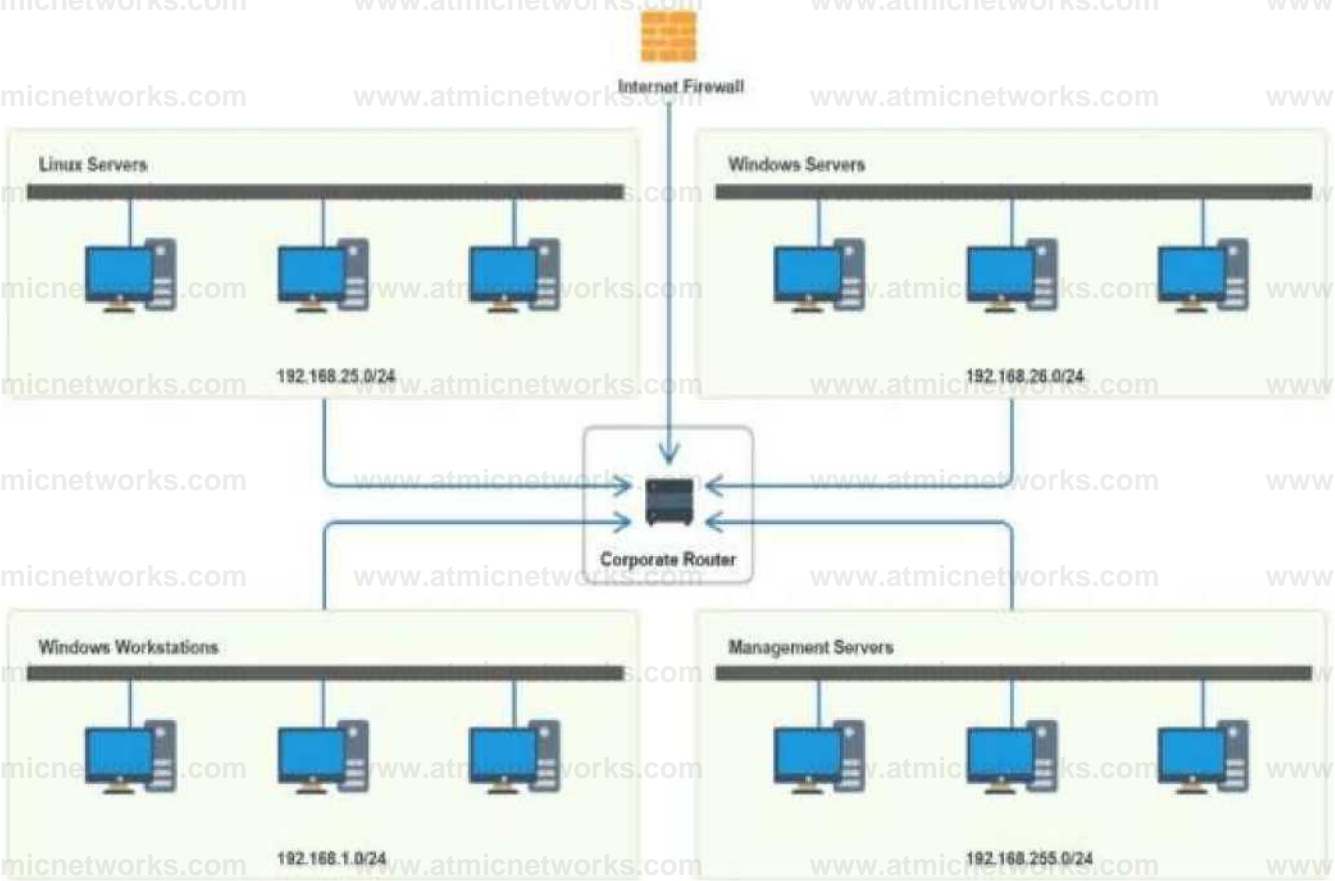 www.atmicnetworks.com
Internet Firewall
Linux Servers
Windows Servers
192.168.25.0/24
192.168.26.0/24
Corporate Router
Windows Workstations
Management Servers
192.168.1.0/24
192.168.255.0/24